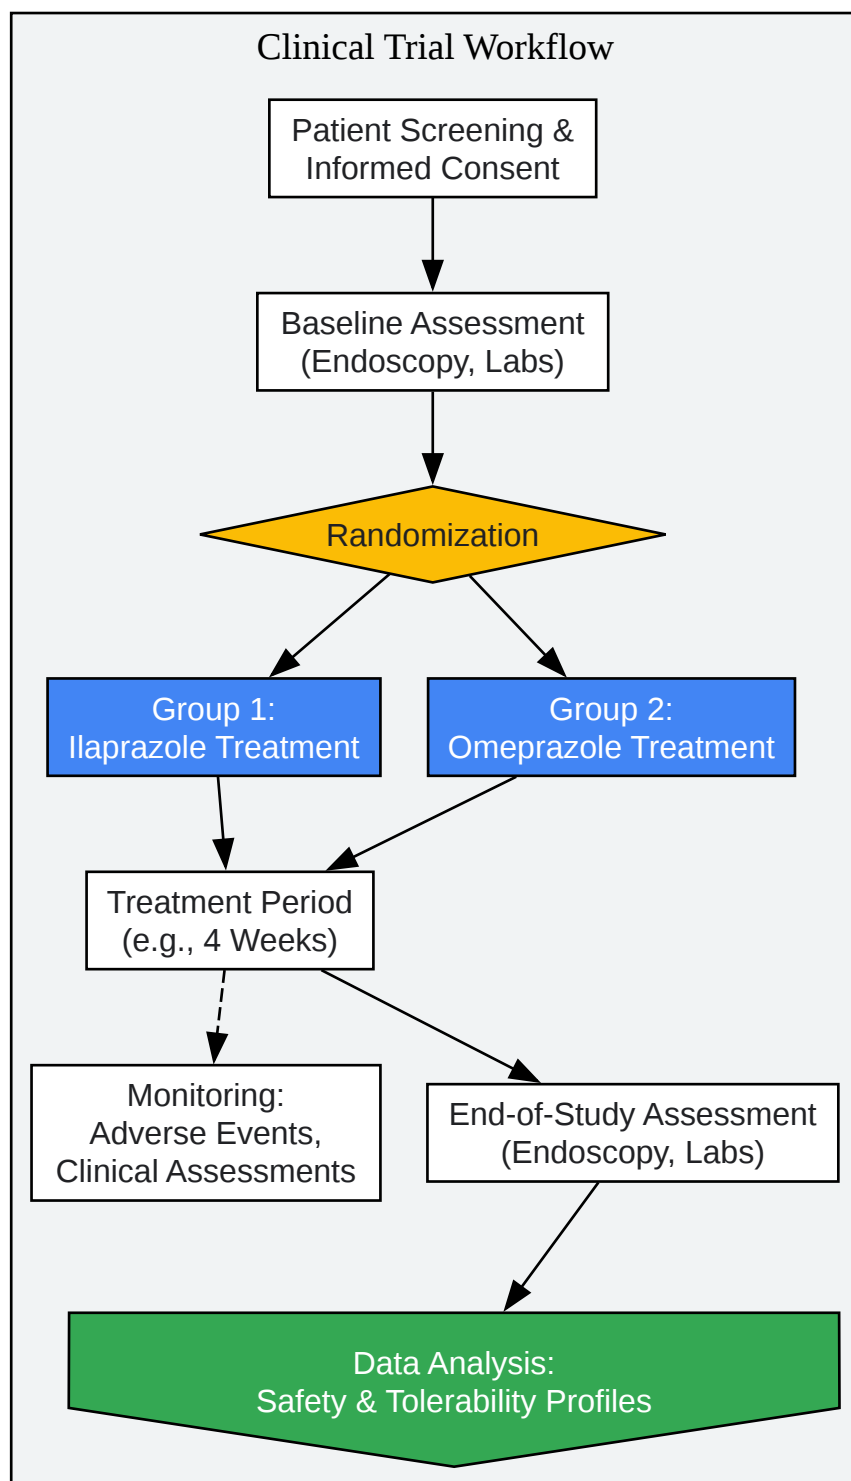 Clinical Trial Workflow
Patient Screening &
Informed Consent
Baseline Assessment
(Endoscopy, Labs)
Randomization
Group 1:
Ilaprazole Treatment
Group 2:
Omeprazole Treatment
Treatment Period
(e.g., 4 Weeks)
Monitoring:
Adverse Events,
Clinical Assessments
End-of-Study Assessment
(Endoscopy, Labs)
Data Analysis:
Safety & Tolerability Profiles